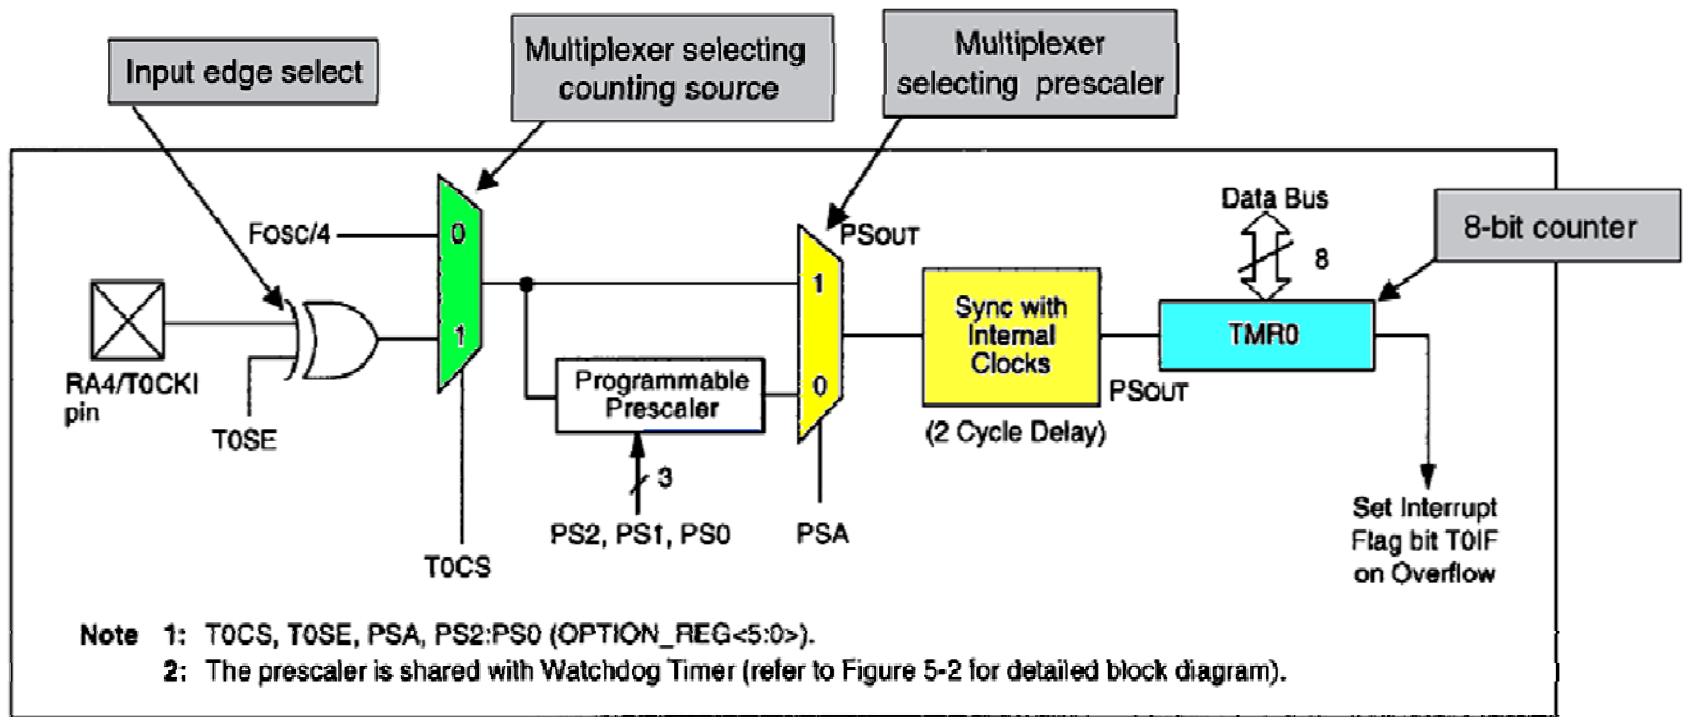 Input edge select
Multiplexer selecting
counting source
Multiplexer
selecting prescaler
8-bit counter
Data Bus
8
FOSC/4
0
1
PSOUT
1
0
RA4/T0CKI
pin
T0SE
T0CS
Programmable
Prescaler
3
PS2, PS1, PS0
PSA
Sync with
Internal
Clocks
(2 Cycle Delay)
PSOUT
TMR0
Set Interrupt
Flag bit T0IF
on Overflow
Note 1: T0CS, T0SE, PSA, PS2:PS0 (OPTION_REG<5:0>).
2: The prescaler is shared with Watchdog Timer (refer to Figure 5-2 for detailed block diagram).